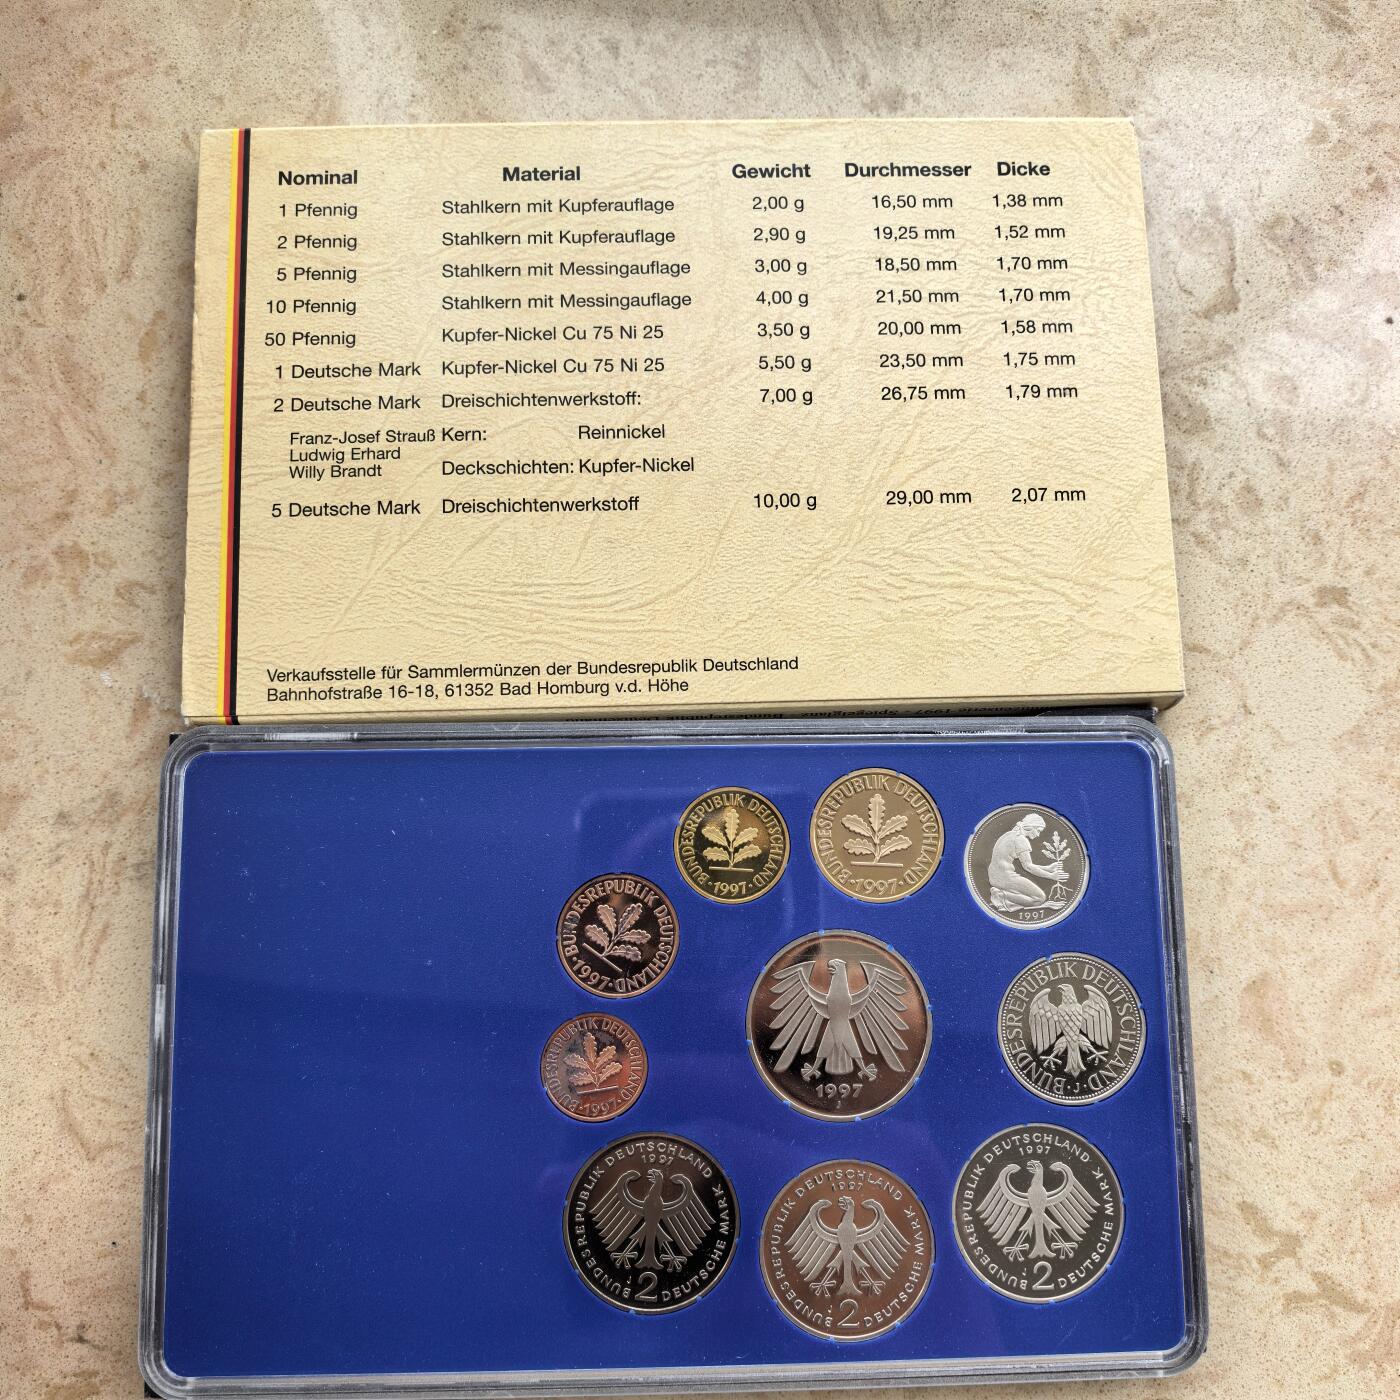 Nominal Material Gewicht Durchmesser Dicke
1 Pfennig Stahlkern mit Kupferauflage 2,00 g 16,50 mm 1,38 mm
2 Pfennig Stahlkern mit Kupferauflage 2,90 g 19,25 mm 1,52 mm
5 Pfennig Stahlkern mit Messingauflage 3,00 g 18,50 mm 1,70 mm
10 Pfennig Stahlkern mit Messingauflage 4,00 g 21,50 mm 1,70 mm
50 Pfennig Kupfer-Nickel Cu 75 Ni 25 3,50 g 20,00 mm 1,58 mm
1 Deutsche Mark Kupfer-Nickel Cu 75 Ni 25 5,50 g 23,50 mm 1,75 mm
2 Deutsche Mark Dreischichtenwerkstoff: 7,00 g 26,75 mm 1,79 mm
Franz-Josef Strauß Kern: Reinnickel
Ludwig Erhard
Willy Brandt Deckschichten: Kupfer-Nickel
5 Deutsche Mark Dreischichtenwerkstoff 10,00 g 29,00 mm 2,07 mm
Verkaufsstelle für Sammlermünzen der Bundesrepublik Deutschland
Bahnhofstraße 16-18, 61352 Bad Homburg v.d. Höhe
BUNDESREPUBLIK DEUTSCHLAND
·1997·
BUNDESREPUBLIK DEUTSCHLAND
·1997·
1997
BUNDESREPUBLIK DEUTSCHLAND
·1997·
1997
J
BUNDESREPUBLIK DEUTSCHLAND
·J·
BUNDESREPUBLIK DEUTSCHLAND
·1997·
BUNDESREPUBLIK DEUTSCHLAND
1997
J
2 DEUTSCHE MARK
BUNDESREPUBLIK DEUTSCHLAND
1997
J
2 DEUTSCHE MARK
BUNDESREPUBLIK DEUTSCHLAND
1997
J
2 DEUTSCHE MARK